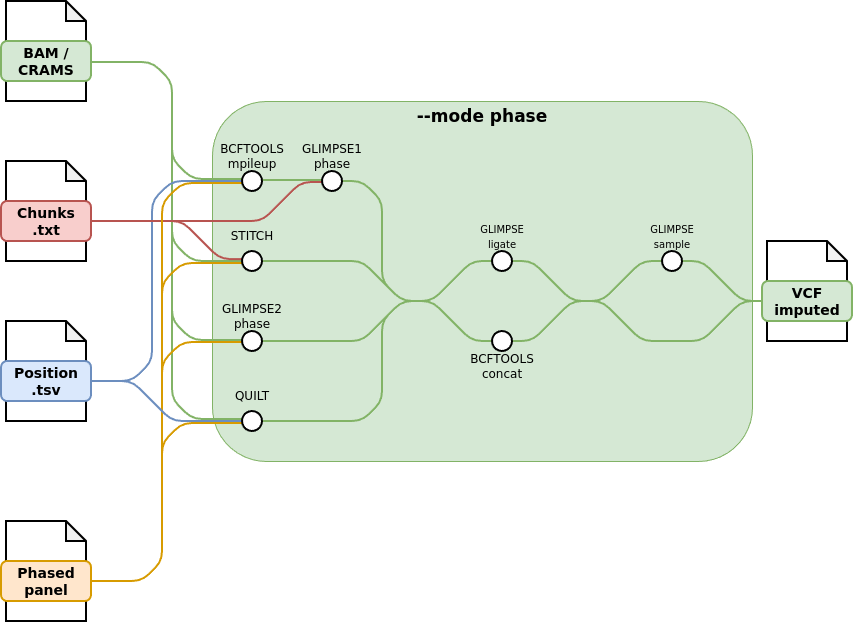 BAM /
CRAMS
Chunks
.txt
Position
.tsv
Phased
panel
--mode phase
BCFTOOLS
mpileup
GLIMPSE1
phase
STITCH
GLIMPSE2
phase
QUILT
GLIMPSE
ligate
BCFTOOLS
concat
GLIMPSE
sample
VCF
imputed